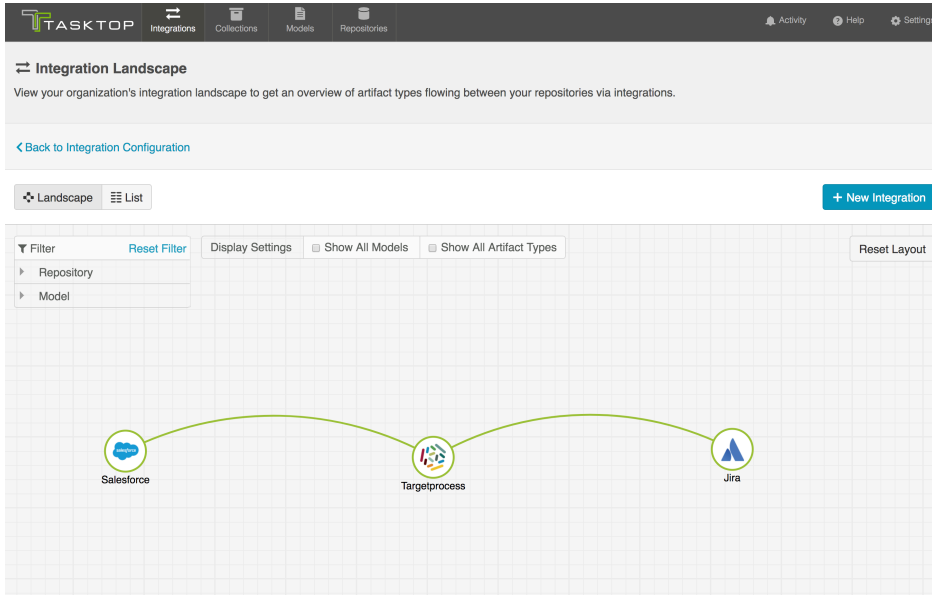 TASKTOP
Integrations
Collections
Models
Repositories
Activity
Help
Settings
Integration Landscape
View your organization's integration landscape to get an overview of artifact types flowing between your repositories via integrations.
Back to Integration Configuration
Landscape
List
+ New Integration
Filter
Reset Filter
Display Settings
Show All Models
Show All Artifact Types
Reset Layout
Repository
Model
salesforce
Salesforce
Targetprocess
Jira